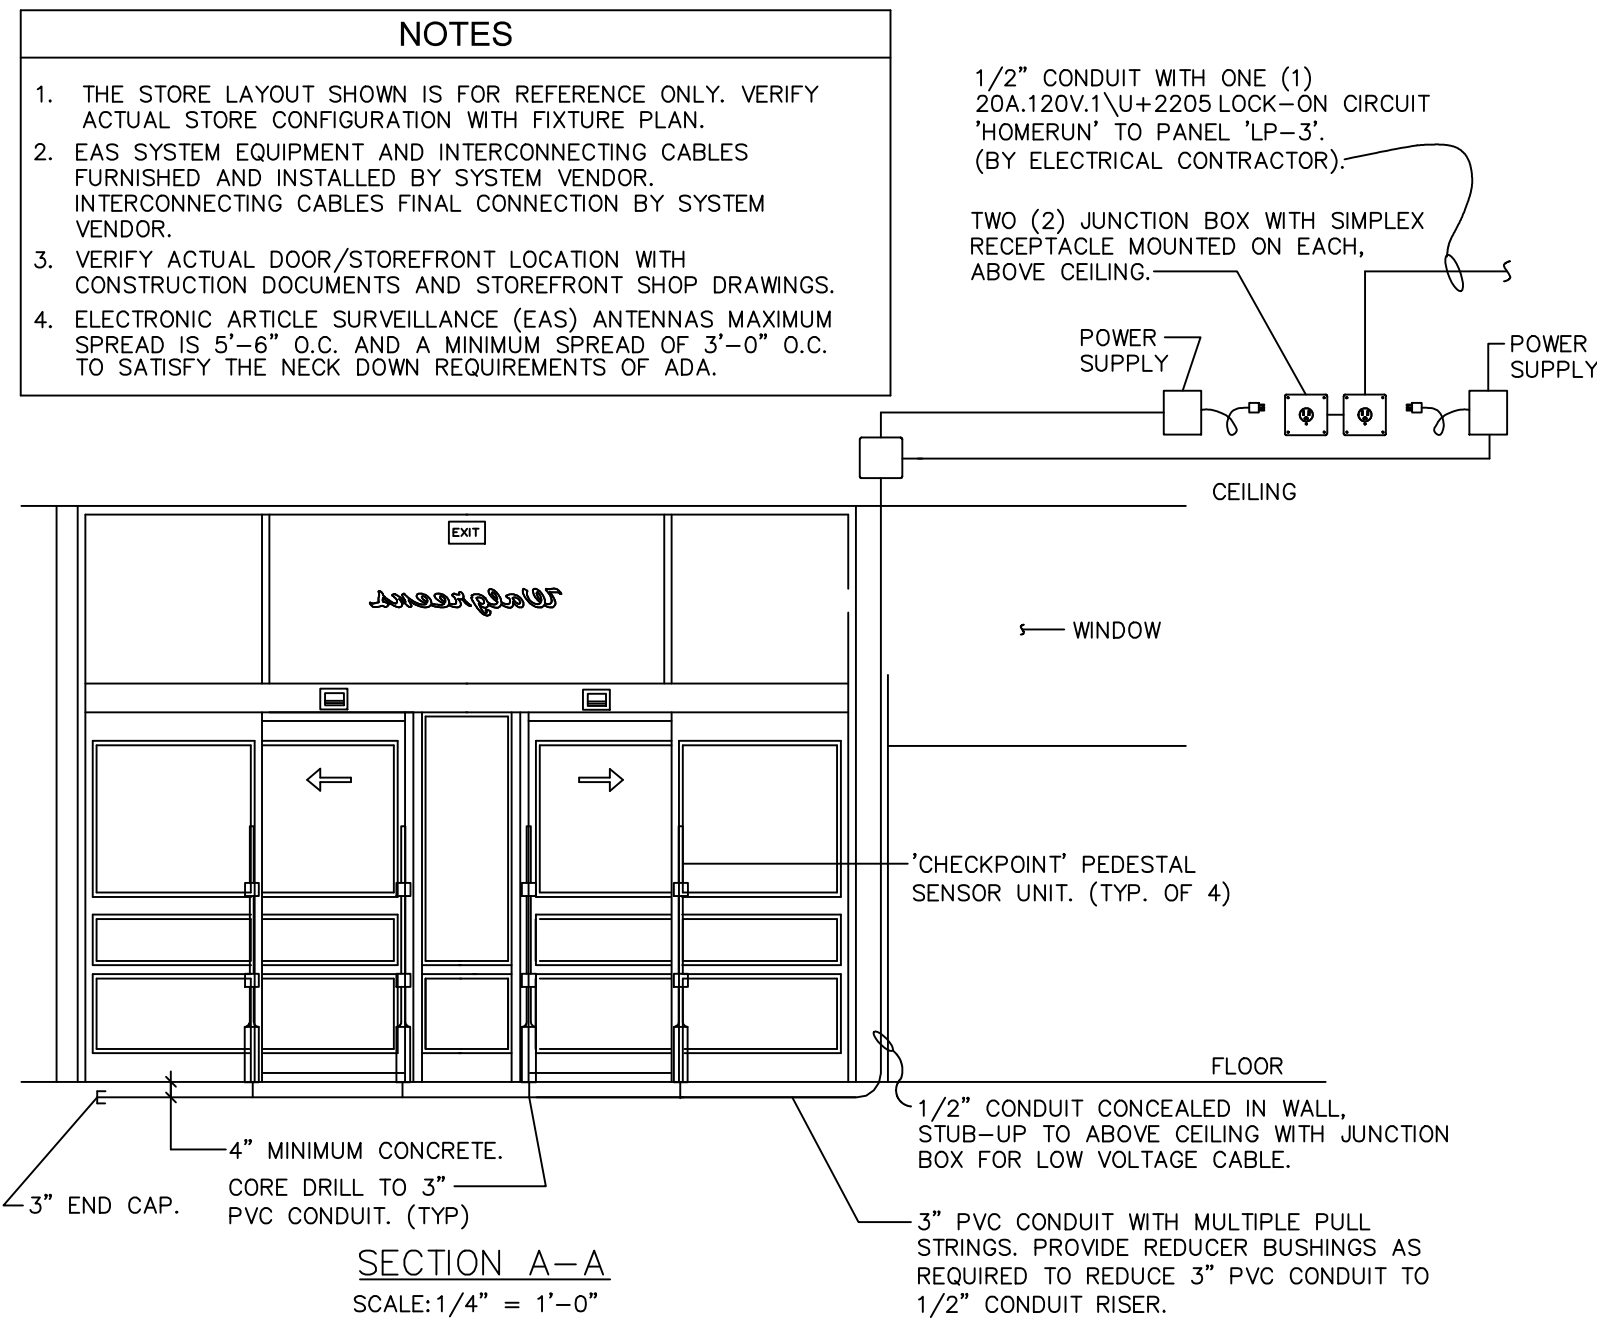 NOTES
1. THE STORE LAYOUT SHOWN IS FOR REFERENCE ONLY. VERIFY
ACTUAL STORE CONFIGURATION WITH FIXTURE PLAN.
2. EAS SYSTEM EQUIPMENT AND INTERCONNECTING CABLES
FURNISHED AND INSTALLED BY SYSTEM VENDOR.
INTERCONNECTING CABLES FINAL CONNECTION BY SYSTEM
VENDOR.
3. VERIFY ACTUAL DOOR/STOREFRONT LOCATION WITH
CONSTRUCTION DOCUMENTS AND STOREFRONT SHOP DRAWINGS.
4. ELECTRONIC ARTICLE SURVEILLANCE (EAS) ANTENNAS MAXIMUM
SPREAD IS 5'-6" O.C. AND A MINIMUM SPREAD OF 3'-0" O.C.
TO SATISFY THE NECK DOWN REQUIREMENTS OF ADA.
1/2" CONDUIT WITH ONE (1)
20A.120V.1\U+2205 LOCK-ON CIRCUIT
'HOMERUN' TO PANEL 'LP-3'.
(BY ELECTRICAL CONTRACTOR).
TWO (2) JUNCTION BOX WITH SIMPLEX
RECEPTACLE MOUNTED ON EACH,
ABOVE CEILING.
POWER
SUPPLY
POWER
SUPPLY
CEILING
EXIT
Walgreens
WINDOW
'CHECKPOINT' PEDESTAL
SENSOR UNIT. (TYP. OF 4)
FLOOR
1/2" CONDUIT CONCEALED IN WALL,
STUB-UP TO ABOVE CEILING WITH JUNCTION
BOX FOR LOW VOLTAGE CABLE.
4" MINIMUM CONCRETE.
CORE DRILL TO 3"
PVC CONDUIT. (TYP)
3" END CAP.
3" PVC CONDUIT WITH MULTIPLE PULL
STRINGS. PROVIDE REDUCER BUSHINGS AS
REQUIRED TO REDUCE 3" PVC CONDUIT TO
1/2" CONDUIT RISER.
SECTION A-A
SCALE: 1/4" = 1'-0"